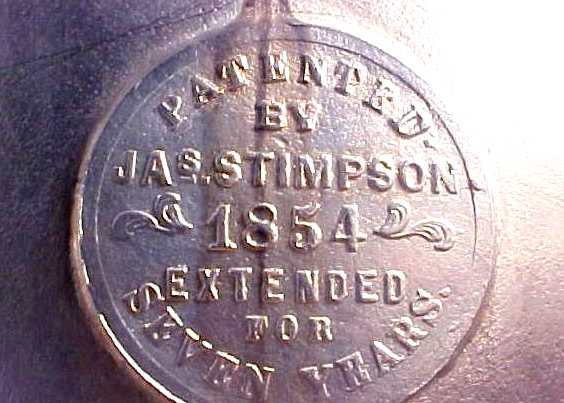 PATENTED.
BY
JAS. STIMPSON
1854
EXTENDED
FOR
SEVEN YEARS.